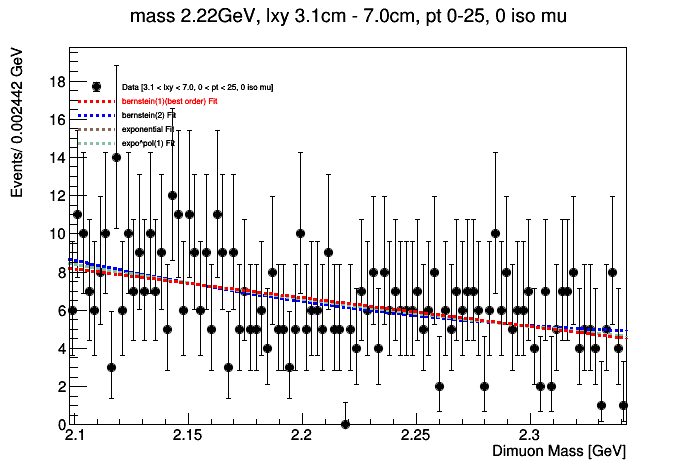 mass 2.22GeV, lxy 3.1cm - 7.0cm, pt 0-25, 0 iso mu
Events/ 0.002442 GeV
18
16
14
12
10
8
6
4
2
0
Data [3.1 < lxy < 7.0, 0 < pt < 25, 0 iso mu]
bernstein(1)(best order) Fit
bernstein(2) Fit
exponential Fit
expo*pol(1) Fit
2.1 2.15 2.2 2.25 2.3
Dimuon Mass [GeV]